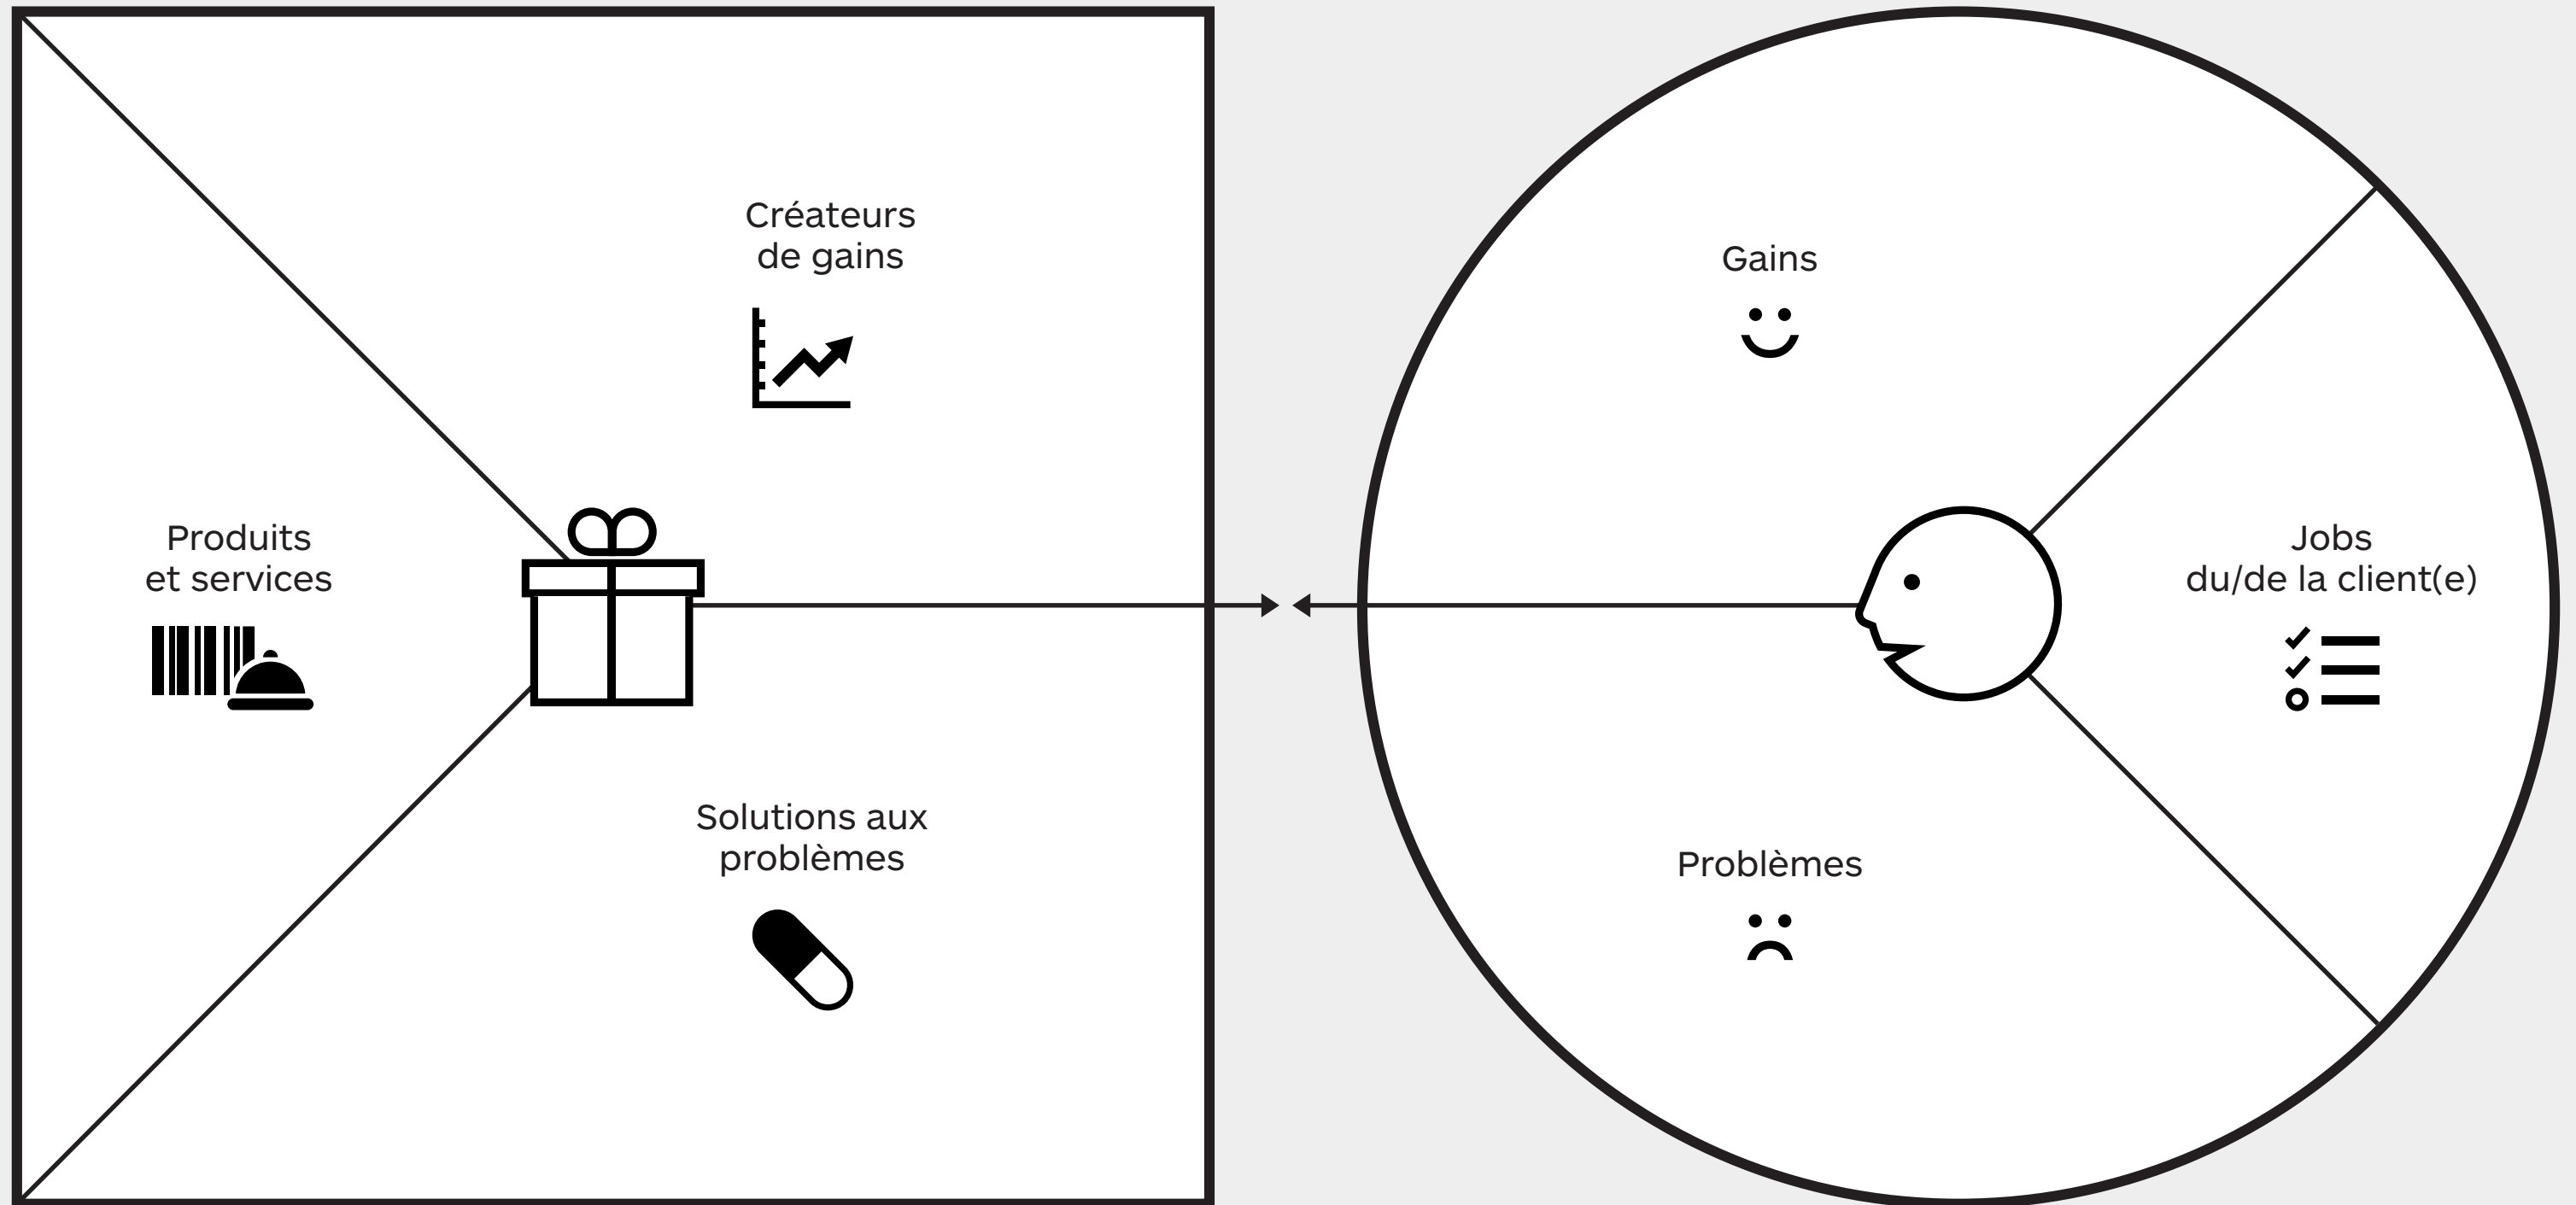 Créateurs
de gains
Produits
et services
Solutions aux
problèmes
Gains
Jobs
du/de la client(e)
Problèmes